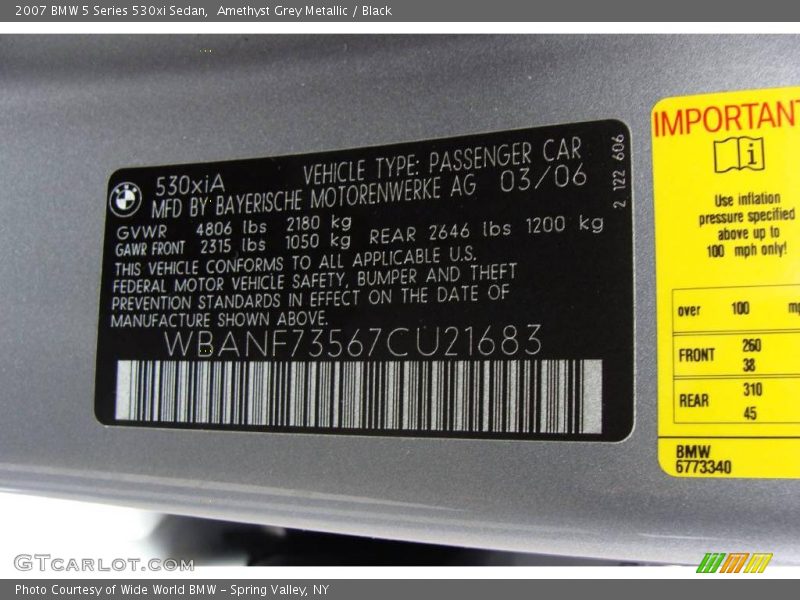 2007 BMW 5 Series 530xi Sedan,  Amethyst Grey Metallic / Black
530xiA
VEHICLE TYPE: PASSENGER CAR
MFD BY BAYERISCHE MOTORENWERKE AG 03/06
GVWR 4806 lbs 2180 kg
GAWR FRONT 2315 lbs 1050 kg REAR 2646 lbs 1200 kg
THIS VEHICLE CONFORMS TO ALL APPLICABLE U.S.
FEDERAL MOTOR VEHICLE SAFETY, BUMPER AND THEFT
PREVENTION STANDARDS IN EFFECT ON THE DATE OF
MANUFACTURE SHOWN ABOVE.
WBANF73567CU21683
2 122 606
IMPORTANT
i
Use inflation
pressure specified
above up to
100 mph only!
over 100 mp
FRONT 260
38
REAR 310
45
BMW
6773340
GTcarlot.com
Photo Courtesy of Wide World BMW - Spring Valley, NY